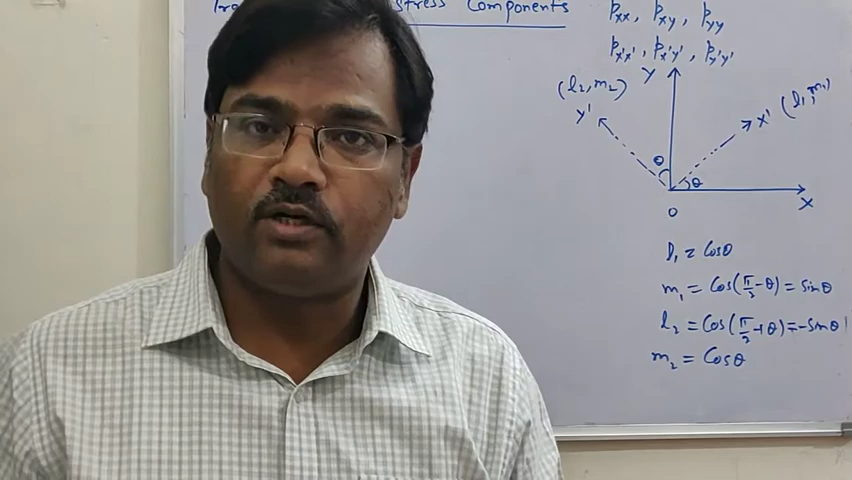 Stress Components
Pxx, Pxy, Pyy
Px'x', Px'y', Py'y'
Y
(l₂, m₂)
(l₁, m₁)
Y'
X'
θ
θ
X
O
l₁ = Cosθ
m₁ = Cos(π/2 - θ) = Sinθ
l₂ = Cos(π/2 + θ) = -Sinθ
m₂ = Cosθ